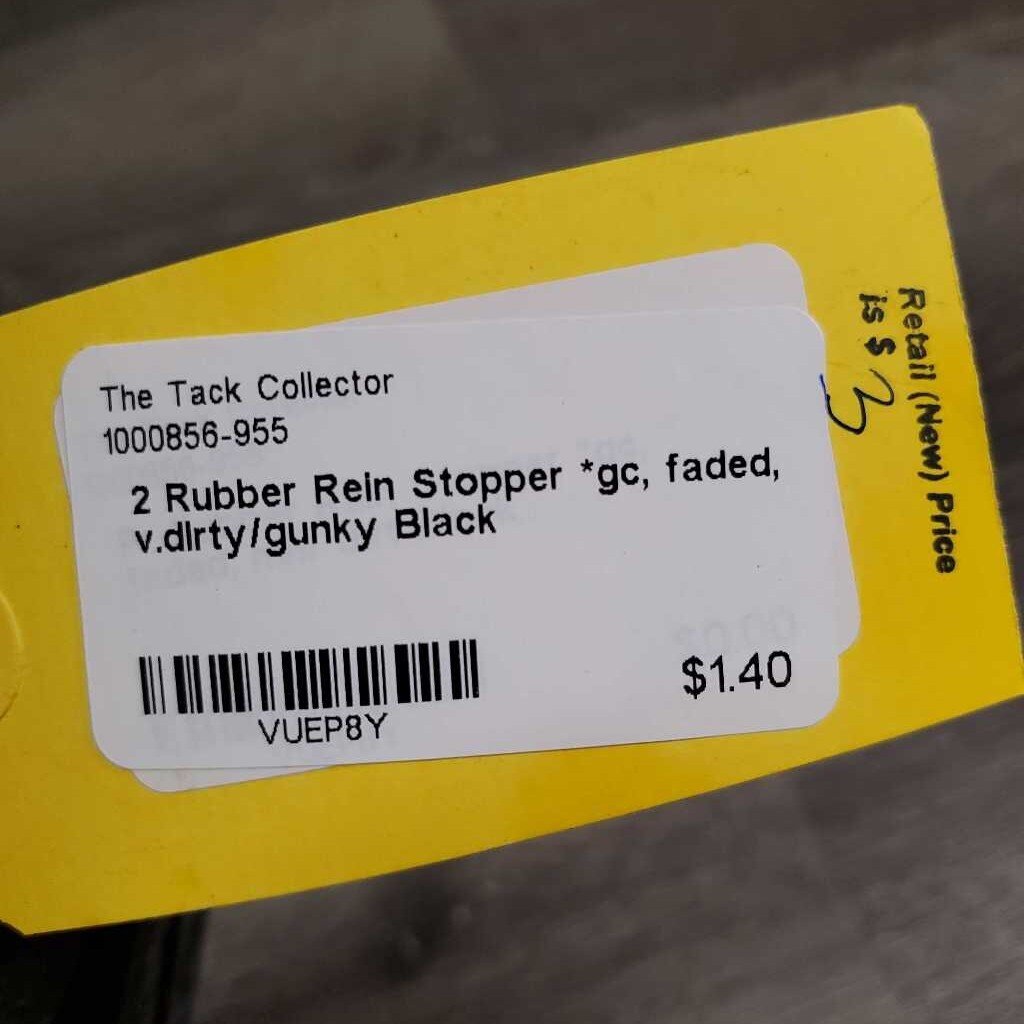 The Tack Collector
1000856-955
2 Rubber Rein Stopper *gc, faded,
v.dirty/gunky Black
VUEP8Y
$1.40
Retail (New) Price
is $ 3